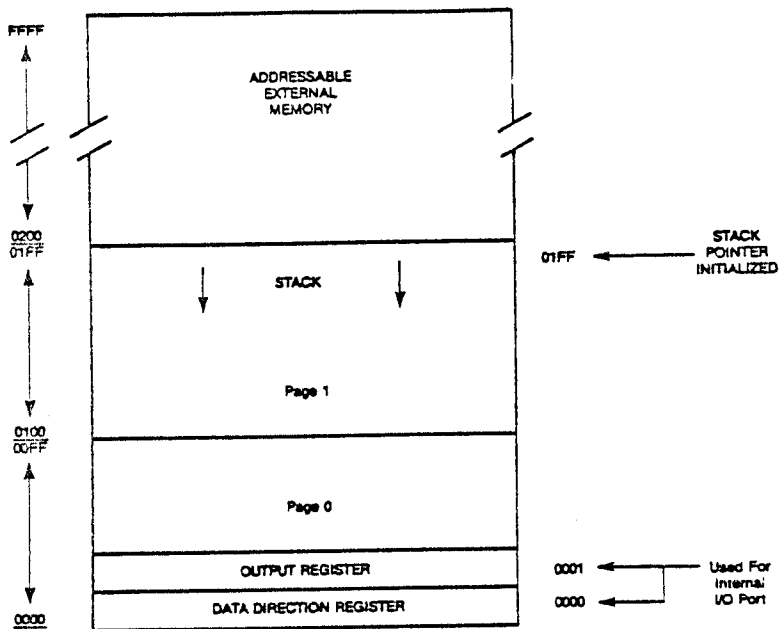 FFFF
ADDRESSABLE
EXTERNAL
MEMORY
0200
01FF
STACK
01FF
STACK
POINTER
INITIALIZED
Page 1
0100
00FF
Page 0
OUTPUT REGISTER
0001
Used For
Internal
I/O Port
DATA DIRECTION REGISTER
0000
0000